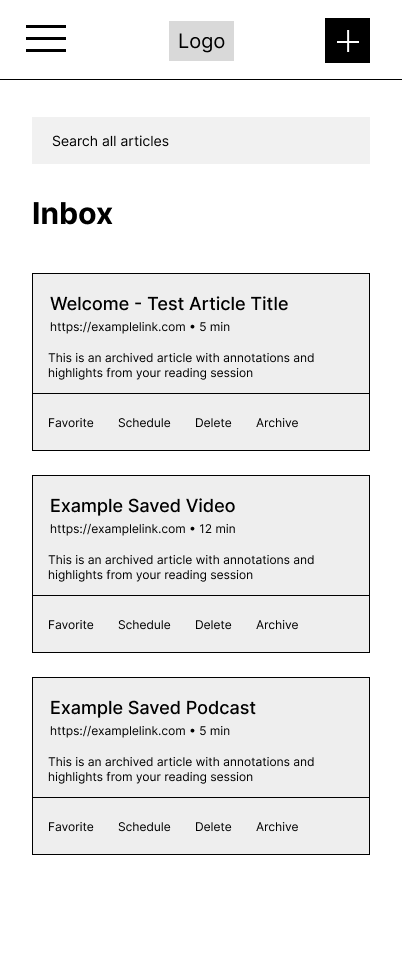 Logo
Search all articles
Inbox
Welcome - Test Article Title
https://examplelink.com • 5 min
This is an archived article with annotations and
highlights from your reading session
Favorite Schedule Delete Archive
Example Saved Video
https://examplelink.com • 12 min
This is an archived article with annotations and
highlights from your reading session
Favorite Schedule Delete Archive
Example Saved Podcast
https://examplelink.com • 5 min
This is an archived article with annotations and
highlights from your reading session
Favorite Schedule Delete Archive